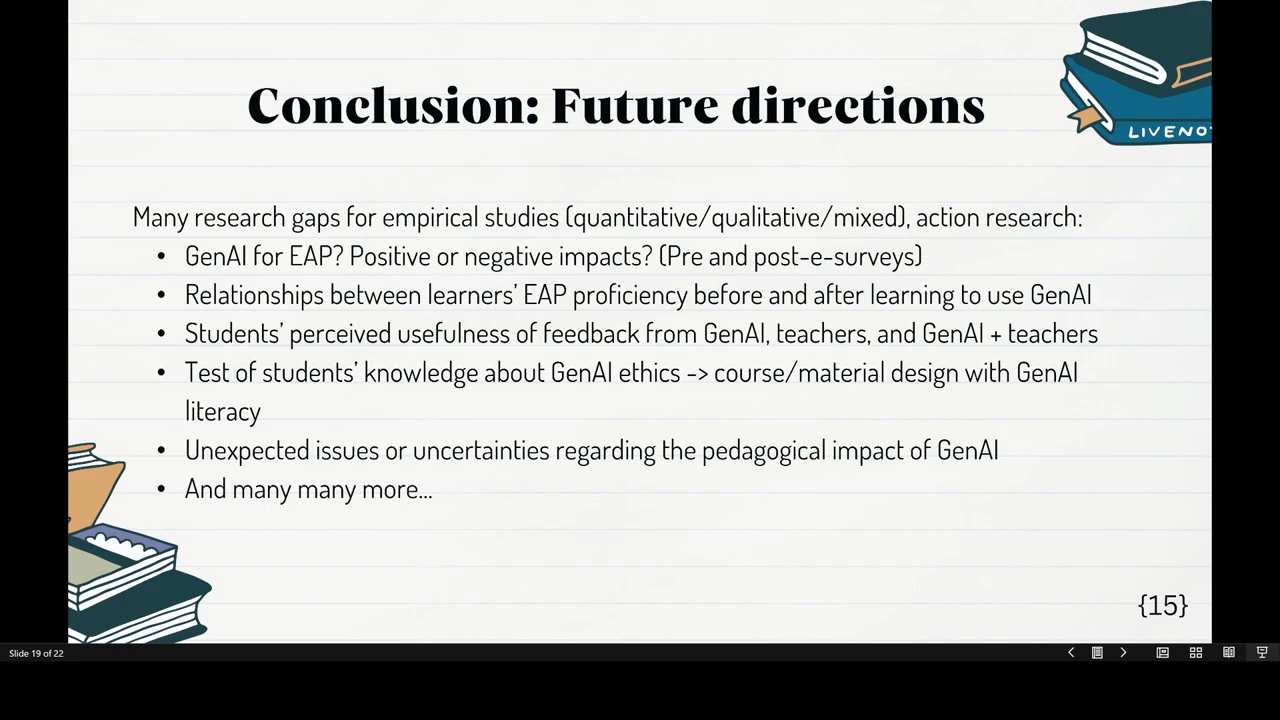 Conclusion: Future directions
LIVENO
Many research gaps for empirical studies (quantitative/qualitative/mixed), action research:
• GenAI for EAP? Positive or negative impacts? (Pre and post-e-surveys)
• Relationships between learners’ EAP proficiency before and after learning to use GenAI
• Students’ perceived usefulness of feedback from GenAI, teachers, and GenAI + teachers
• Test of students’ knowledge about GenAI ethics -> course/material design with GenAI
literacy
• Unexpected issues or uncertainties regarding the pedagogical impact of GenAI
• And many many more...
{15}
Slide 19 of 22